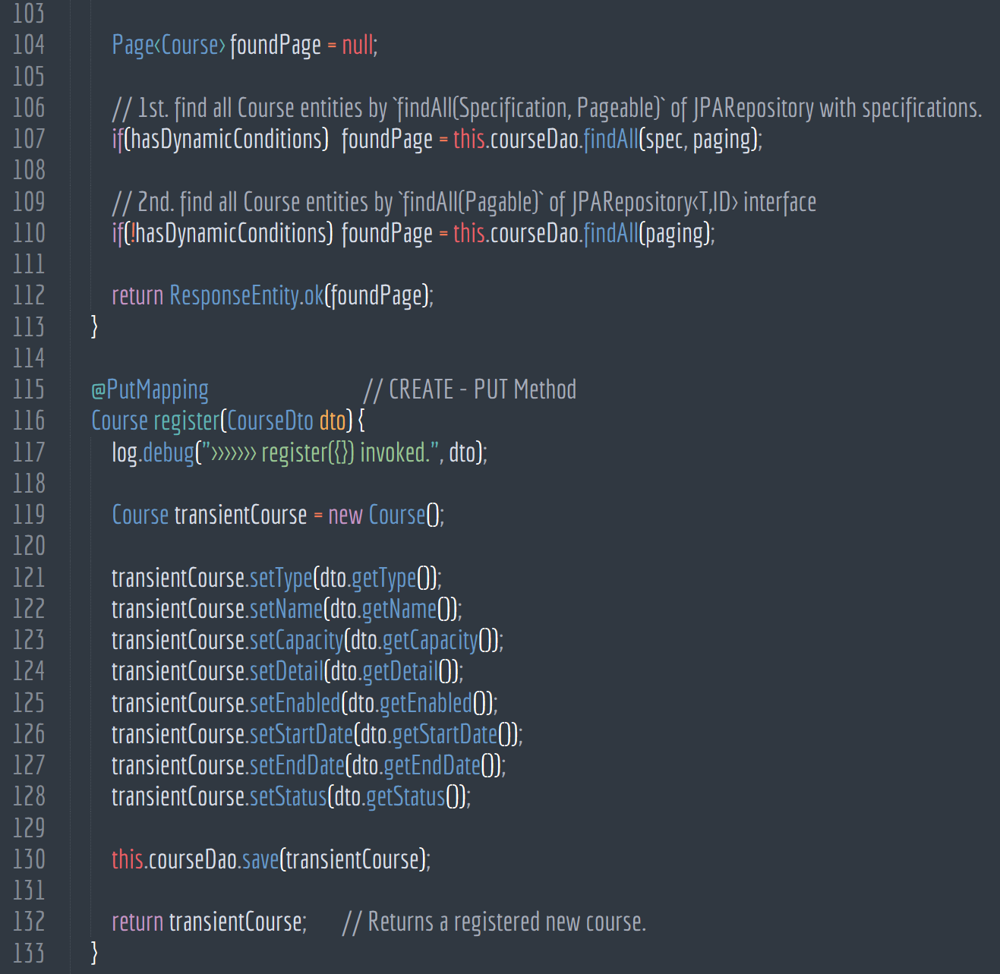 103
104 Page<Course> foundPage = null;
105
106 // 1st. find all Course entities by `findAll(Specification, Pageable)` of JPARepository with specifications.
107 if(hasDynamicConditions) foundPage = this.courseDao.findAll(spec, paging);
108
109 // 2nd. find all Course entities by `findAll(Pagable)` of JPARepository<T,ID> interface
110 if(!hasDynamicConditions) foundPage = this.courseDao.findAll(paging);
111
112 return ResponseEntity.ok(foundPage);
113 }
114
115 @PutMapping // CREATE - PUT Method
116 Course register(CourseDto dto) {
117 log.debug(">>>>>>> register({}) invoked.", dto);
118
119 Course transientCourse = new Course();
120
121 transientCourse.setType(dto.getType());
122 transientCourse.setName(dto.getName());
123 transientCourse.setCapacity(dto.getCapacity());
124 transientCourse.setDetail(dto.getDetail());
125 transientCourse.setEnabled(dto.getEnabled());
126 transientCourse.setStartDate(dto.getStartDate());
127 transientCourse.setEndDate(dto.getEndDate());
128 transientCourse.setStatus(dto.getStatus());
129
130 this.courseDao.save(transientCourse);
131
132 return transientCourse; // Returns a registered new course.
133 }